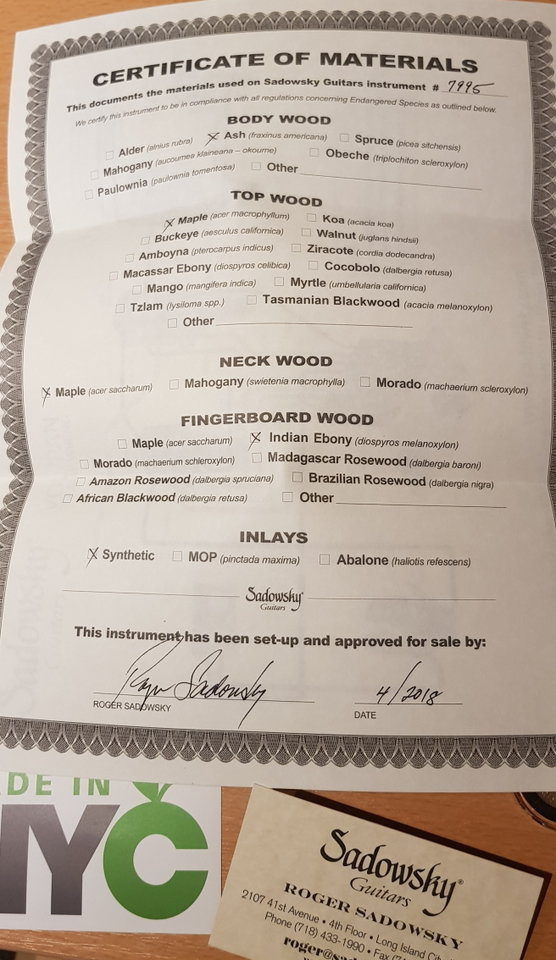 CERTIFICATE OF MATERIALS
This documents the materials used on Sadowsky Guitars instrument # 7995
We certify this instrument to be in compliance with all regulations concerning Endangered Species as outlined below.
BODY WOOD
Alder (alnus rubra) Ash (fraxinus americana) Spruce (picea sitchensis)
Mahogany (aucoumea klaineana – okoume) Obeche (triplochiton scleroxylon)
Paulownia (paulownia tomentosa) Other
TOP WOOD
Maple (acer macrophyllum) Koa (acacia koa)
Buckeye (aesculus californica) Walnut (juglans hindsii)
Amboyna (pterocarpus indicus) Ziracote (cordia dodecandra)
Macassar Ebony (diospyros celibica) Cocobolo (dalbergia retusa)
Mango (mangifera indica) Myrtle (umbellularia californica)
Tzlam (lysiloma spp.) Tasmanian Blackwood (acacia melanoxylon)
Other
NECK WOOD
Maple (acer saccharum) Mahogany (swietenia macrophylla) Morado (machaerium scleroxylon)
FINGERBOARD WOOD
Maple (acer saccharum) Indian Ebony (diospyros melanoxylon)
Morado (machaerium schleroxylon) Madagascar Rosewood (dalbergia baroni)
Amazon Rosewood (dalbergia spruciana) Brazilian Rosewood (dalbergia nigra)
African Blackwood (dalbergia retusa) Other
INLAYS
Synthetic MOP (pinctada maxima) Abalone (haliotis refescens)
Sadowsky
Guitars
This instrument has been set-up and approved for sale by:
Roger Sadowsky 4/2018
ROGER SADOWSKY DATE
DE IN
NYC
Sadowsky®
Guitars
ROGER SADOWSKY
2107 41st Avenue • 4th Floor • Long Island City
Phone (718) 433-1990 • Fax (71
roger@sad